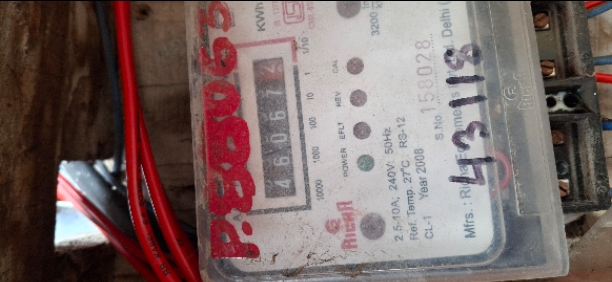 KWh
1/10
1
10
100
1000
10000
46067
CAL
REV
EFLT
POWER
3200
RICHA
2.5-10A, 240V, 50Hz
Ref. Temp. 27°C RS-12
CL-1 Year 2008
S.No. 158028
Mfrs. :
Delhi
43118